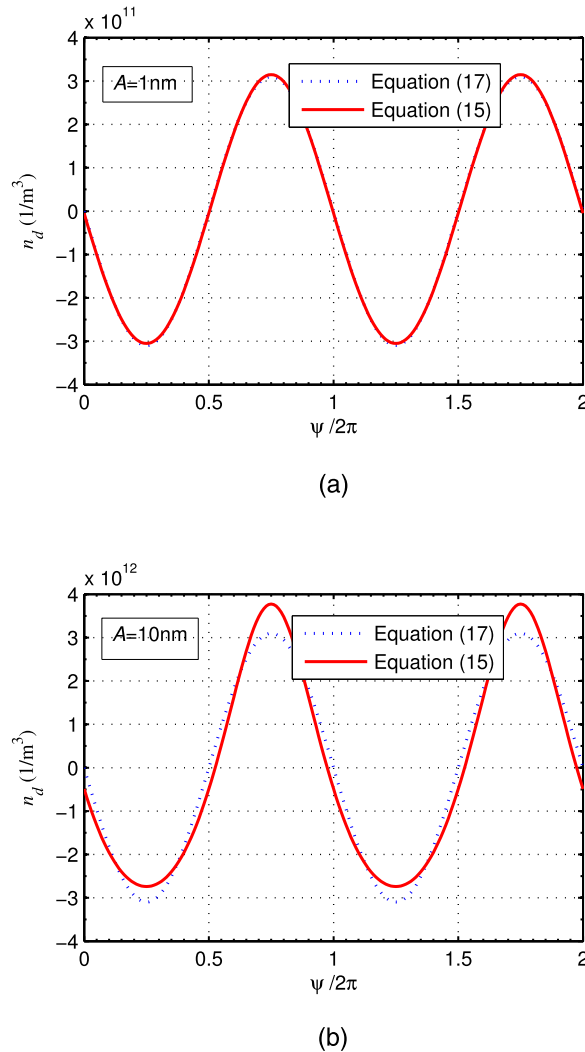 x 10^11
4
3
2
1
0
−1
−2
−3
−4
n_d (1/m^3)
A=1nm
Equation (17)
Equation (15)
0 0.5 1 1.5 2
ψ /2π
(a)
x 10^12
4
3
2
1
0
−1
−2
−3
−4
n_d (1/m^3)
A=10nm
Equation (17)
Equation (15)
0 0.5 1 1.5 2
ψ /2π
(b)